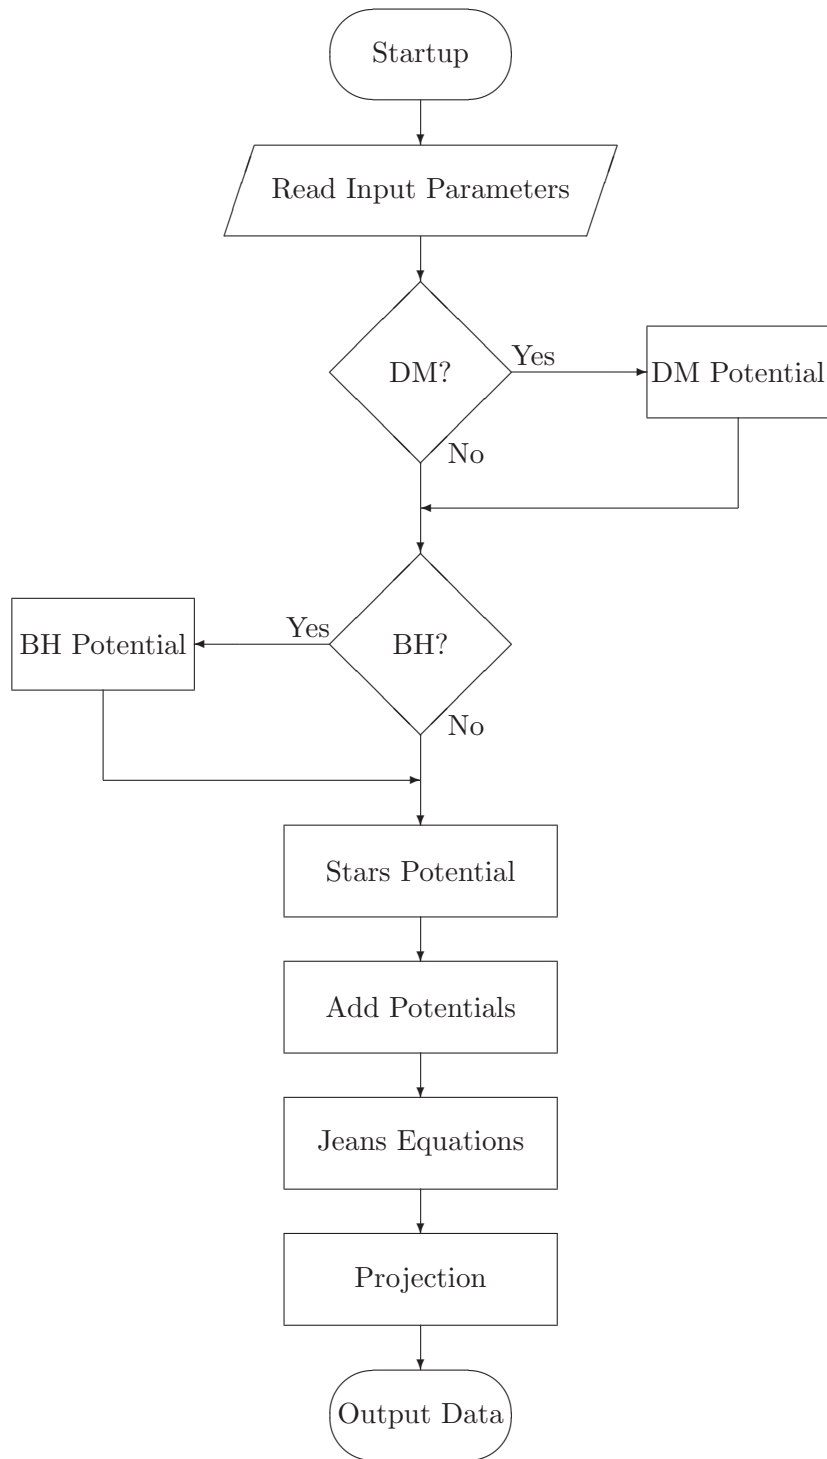 Startup
Read Input Parameters
DM?
Yes
DM Potential
No
BH Potential
Yes
BH?
No
Stars Potential
Add Potentials
Jeans Equations
Projection
Output Data